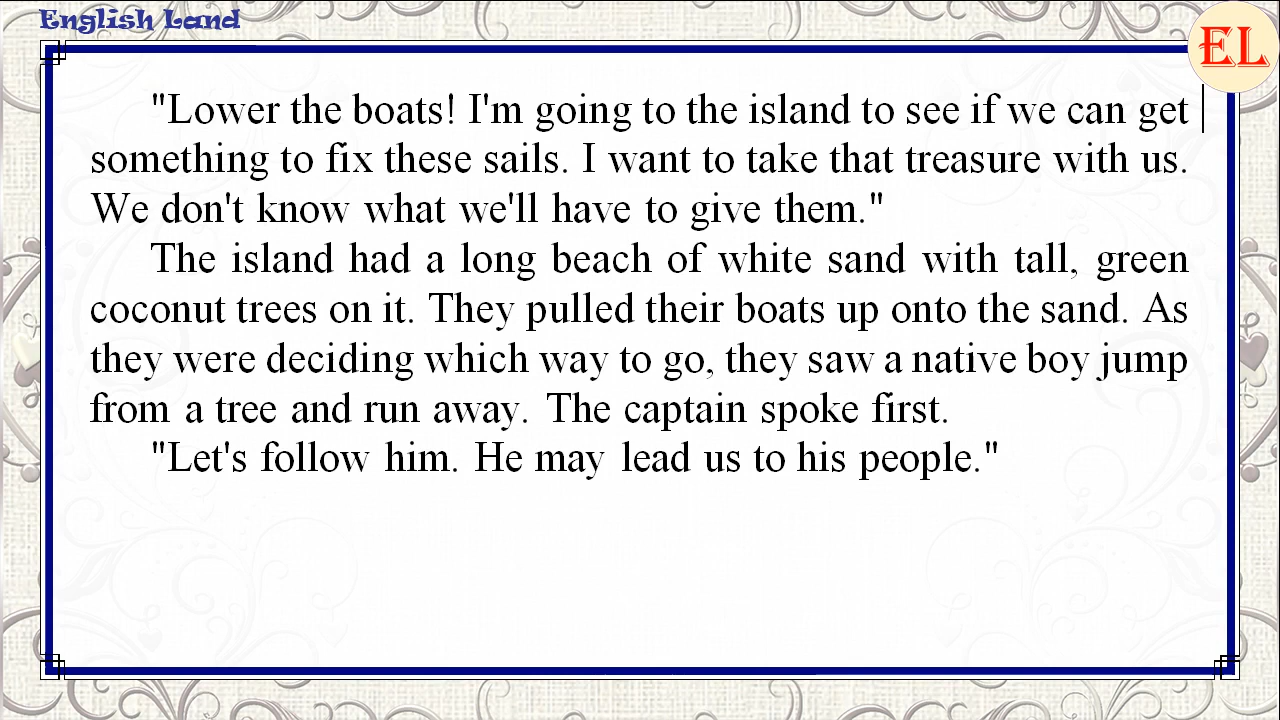 English Land
EL
"Lower the boats! I'm going to the island to see if we can get
something to fix these sails. I want to take that treasure with us.
We don't know what we'll have to give them."
The island had a long beach of white sand with tall, green
coconut trees on it. They pulled their boats up onto the sand. As
they were deciding which way to go, they saw a native boy jump
from a tree and run away. The captain spoke first.
"Let's follow him. He may lead us to his people."